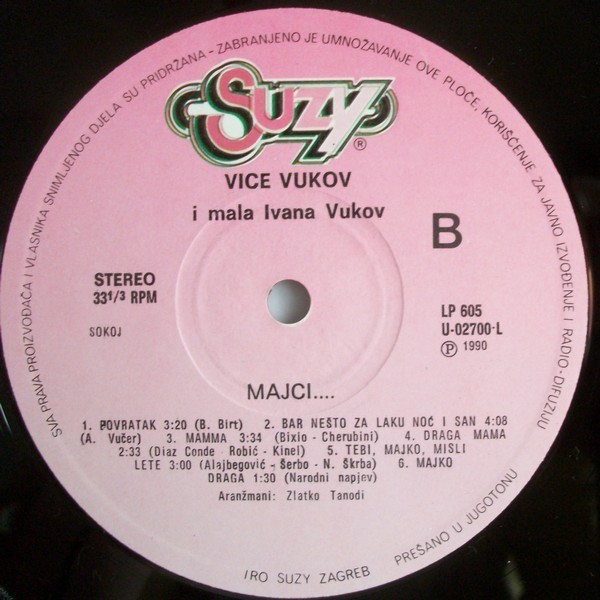 SVA PRAVA PROIZVOĐAČA I VLASNIKA SNIMLJENOG DJELA SU PRIDRŽANA – ZABRANJENO JE UMNOŽAVANJE OVE PLOČE, KORIŠĆENJE ZA JAVNO IZVOĐENJE I RADIO-DIFUZIJU
SUZY®
VICE VUKOV
i mala Ivana Vukov
B
STEREO
33 1/3 RPM
SOKOJ
LP 605
U-02700-L
Ⓟ 1990
MAJCI....
1. POVRATAK 3:20 (B. Birt) 2. BAR NEŠTO ZA LAKU NOĆ I SAN 4:08
(A. Vučer) 3. MAMMA 3:34 (Bixio - Cherubini) 4. DRAGA MAMA
2:33 (Diaz Conde - Robić - Kinel) 5. TEBI, MAJKO, MISLI
LETE 3:00 (Alajbegović - Šerbo - N. Škrba) 6. MAJKO
DRAGA 1:30 (Narodni napjev)
Aranžmani: Zlatko Tanodi
IRO SUZY ZAGREB
PREŠANO U JUGOTONU